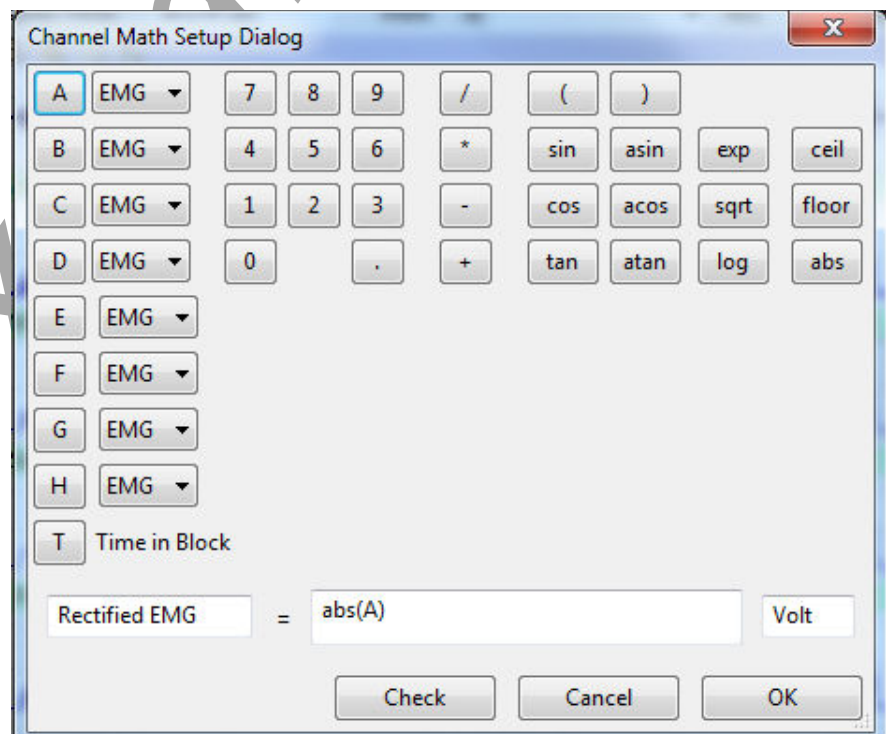 Channel Math Setup Dialog
A EMG 7 8 9 / ( )
B EMG 4 5 6 * sin asin exp ceil
C EMG 1 2 3 - cos acos sqrt floor
D EMG 0 . + tan atan log abs
E EMG
F EMG
G EMG
H EMG
T Time in Block
Rectified EMG = abs(A) Volt
Check Cancel OK